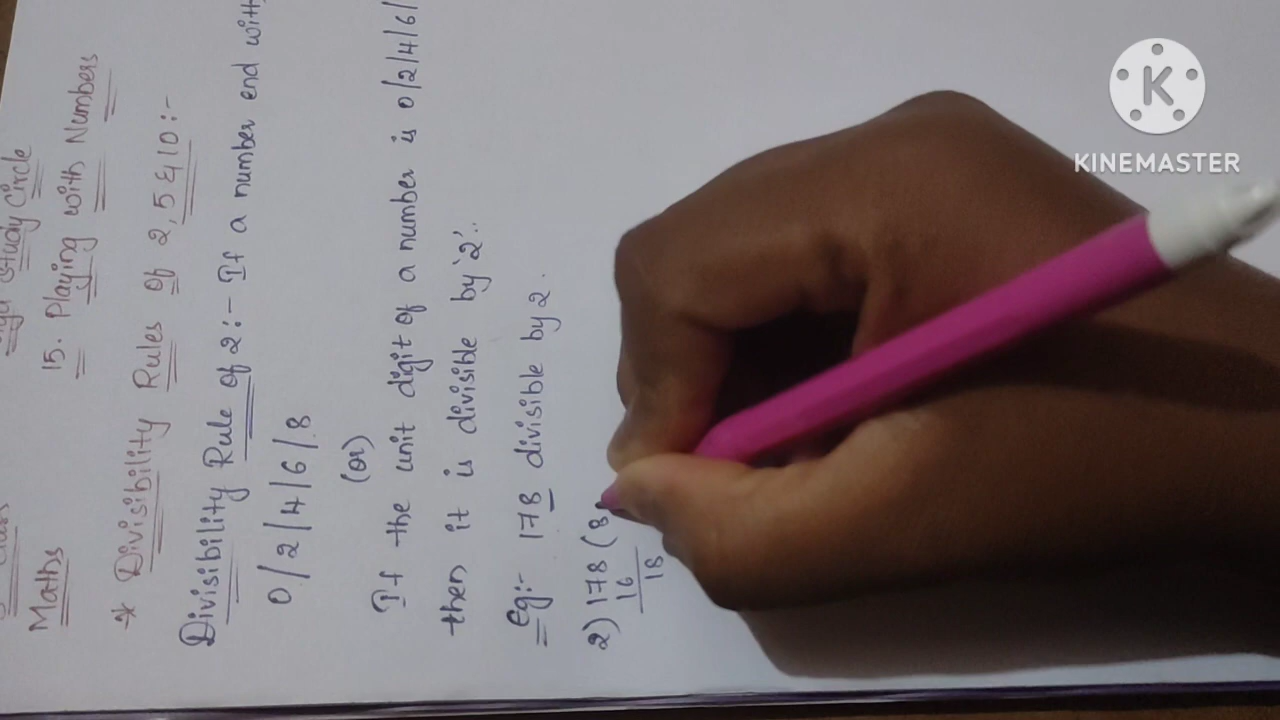 Study Circle
Class
Maths
15. Playing with Numbers
* Divisibility Rules of 2, 5 & 10:-
Divisibility Rule of 2:- If a number end with
0/2/4/6/8
(or)
If the unit digit of a number is 0/2/4/6/
then it is divisible by '2'.
Eg:- 178 divisible by 2.
2) 178 ( 8
16
18
KINEMASTER